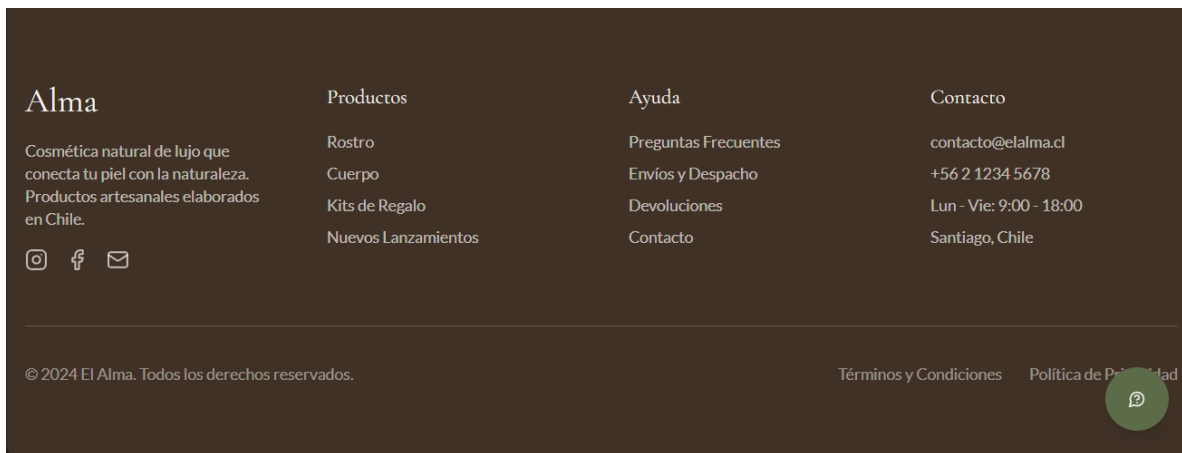 Alma
Cosmética natural de lujo que
conecta tu piel con la naturaleza.
Productos artesanales elaborados
en Chile.
Productos
Rostro
Cuerpo
Kits de Regalo
Nuevos Lanzamientos
Ayuda
Preguntas Frecuentes
Envíos y Despacho
Devoluciones
Contacto
Contacto
contacto@elalma.cl
+56 2 1234 5678
Lun - Vie: 9:00 - 18:00
Santiago, Chile
© 2024 El Alma. Todos los derechos reservados.
Términos y Condiciones
Política de